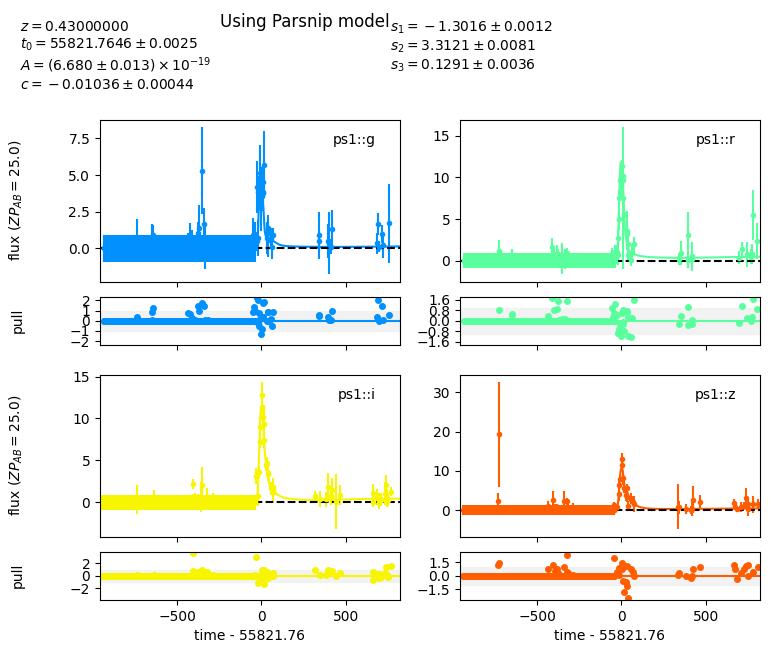 Using Parsnip model
z = 0.43000000
t₀ = 55821.7646 ± 0.0025
A = (6.680 ± 0.013) × 10⁻¹⁹
c = −0.01036 ± 0.00044
s₁ = −1.3016 ± 0.0012
s₂ = 3.3121 ± 0.0081
s₃ = 0.1291 ± 0.0036
flux (ZP_AB = 25.0)
7.5
5.0
2.5
0.0
ps1::g
15
10
5
0
ps1::r
pull
2
1
0
−1
−2
1.6
0.8
0.0
−0.8
−1.6
flux (ZP_AB = 25.0)
15
10
5
0
ps1::i
30
20
10
0
ps1::z
pull
2
0
−2
1.5
0.0
−1.5
−500
0
500
−500
0
500
time - 55821.76
time - 55821.76